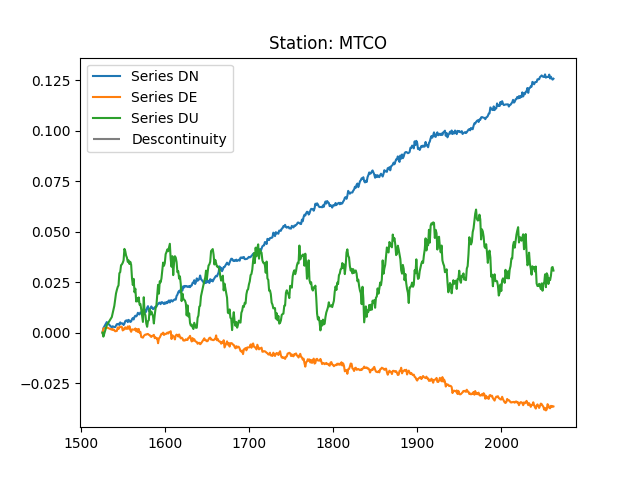 Station: MTCO
Series DN
Series DE
Series DU
Descontinuity
0.125
0.100
0.075
0.050
0.025
0.000
−0.025
1500 1600 1700 1800 1900 2000